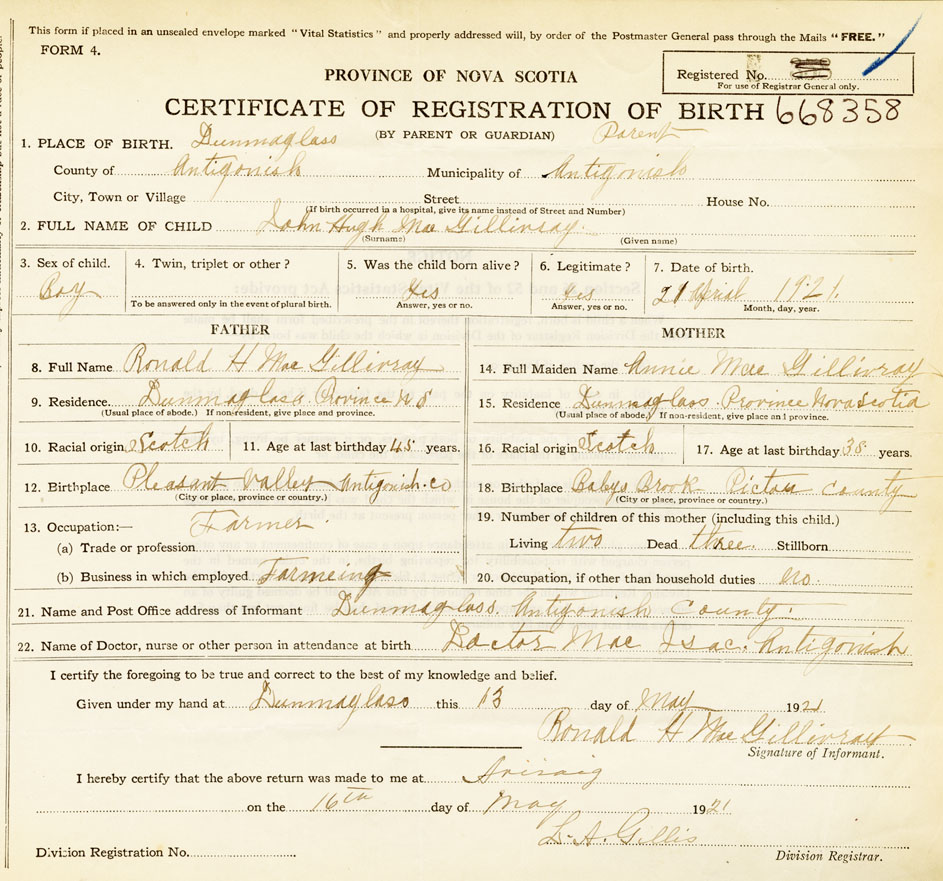 This form if placed in an unsealed envelope marked "Vital Statistics" and properly addressed will, by order of the Postmaster General pass through the Mails "FREE."
FORM 4.
PROVINCE OF NOVA SCOTIA
Registered No.
For use of Registrar General only.
CERTIFICATE OF REGISTRATION OF BIRTH 668358
(BY PARENT OR GUARDIAN) Parent
1. PLACE OF BIRTH. Dunmaglass
County of Antigonish Municipality of Antigonish
City, Town or Village Street House No.
(If birth occurred in a hospital, give its name instead of Street and Number)
2. FULL NAME OF CHILD John Hugh Mac Gillivray.
(Surname) (Given name)
3. Sex of child. 4. Twin, triplet or other? 5. Was the child born alive? 6. Legitimate? 7. Date of birth.
Boy Yes Yes 21 April 1921.
To be answered only in the event of plural birth. Answer, yes or no. Answer, yes or no. Month, day, year.
FATHER MOTHER
8. Full Name Ronald H Mac Gillivray 14. Full Maiden Name Annie Mac Gillivray
9. Residence. Dunmaglass Province N S 15. Residence Dunmaglass Province Nova Scotia
(Usual place of abode.) If non-resident, give place and province. (Usual place of abode.) If non-resident, give place and province.
10. Racial origin Scotch 11. Age at last birthday 45 years. 16. Racial origin Scotch 17. Age at last birthday 38 years.
12. Birthplace Pleasant Valley Antigonish. co 18. Birthplace Babys Brook Pictou County
(City or place, province or country.) (City or place, province or country.)
13. Occupation:— Farmer 19. Number of children of this mother (including this child.)
(a) Trade or profession Living two Dead three. Stillborn
(b) Business in which employed Farmeing 20. Occupation, if other than household duties no.
21. Name and Post Office address of Informant Dunmaglass. Antigonish County.
22. Name of Doctor, nurse or other person in attendance at birth Doctor Mac Isac. Antigonish
I certify the foregoing to be true and correct to the best of my knowledge and belief.
Given under my hand at Dunmaglass this 13 day of May 1921
Ronald H Mac Gillivray
Signature of Informant.
I hereby certify that the above return was made to me at Arisaig
on the 16th day of May 1921
L. A. Gillis
Division Registration No. Division Registrar.